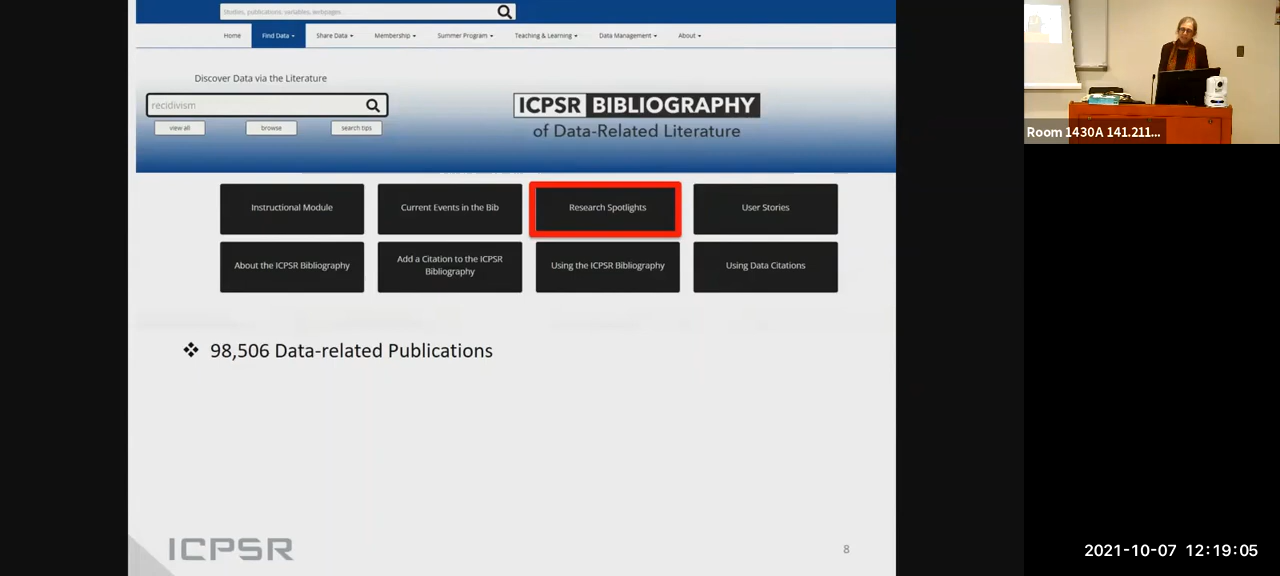 Studies, publications, variables, webpages...
Home Find Data Share Data Membership Summer Program Teaching & Learning Data Management About
Discover Data via the Literature
recidivism
view all browse search tips
ICPSR BIBLIOGRAPHY
of Data-Related Literature
Instructional Module
Current Events in the Bib
Research Spotlights
User Stories
About the ICPSR Bibliography
Add a Citation to the ICPSR
Bibliography
Using the ICPSR Bibliography
Using Data Citations
❖ 98,506 Data-related Publications
ICPSR
8
Room 1430A 141.211...
2021-10-07 12:19:05